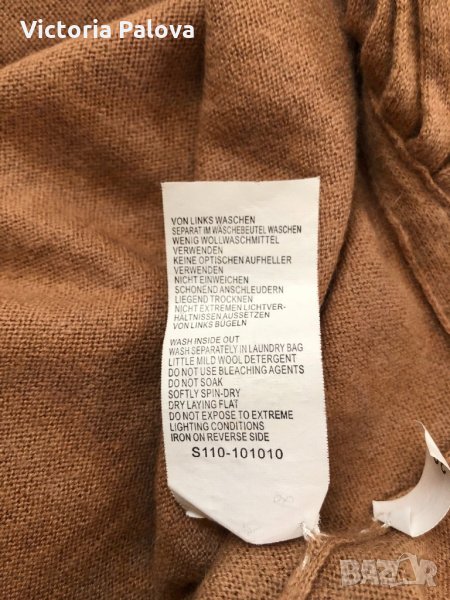 Victoria Palova
VON LINKS WASCHEN
SEPARAT IM WÄSCHEBEUTEL WASCHEN
WENIG WOLLWASCHMITTEL
VERWENDEN
KEINE OPTISCHEN AUFHELLER
VERWENDEN
NICHT EINWEICHEN
SCHONEND ANSCHLEUDERN
LIEGEND TROCKNEN
NICHT EXTREMEN LICHTVER-
HÄLTNISSEN AUSSETZEN
VON LINKS BÜGELN
WASH INSIDE OUT
WASH SEPARATELY IN LAUNDRY BAG
LITTLE MILD WOOL DETERGENT
DO NOT USE BLEACHING AGENTS
DO NOT SOAK
SOFTLY SPIN-DRY
DRY LAYING FLAT
DO NOT EXPOSE TO EXTREME
LIGHTING CONDITIONS
IRON ON REVERSE SIDE
S110-101010
BAZAR